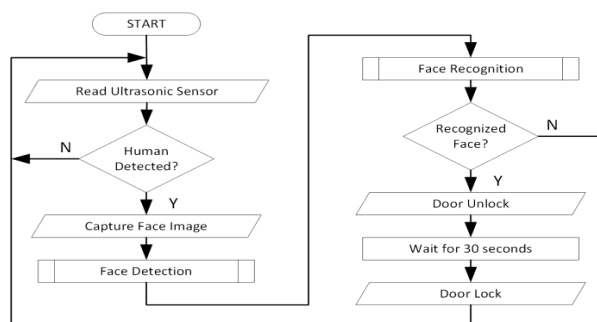 START
Read Ultrasonic Sensor
Human
Detected?
N
Y
Capture Face Image
Face Detection
Face Recognition
Recognized
Face?
N
Y
Door Unlock
Wait for 30 seconds
Door Lock